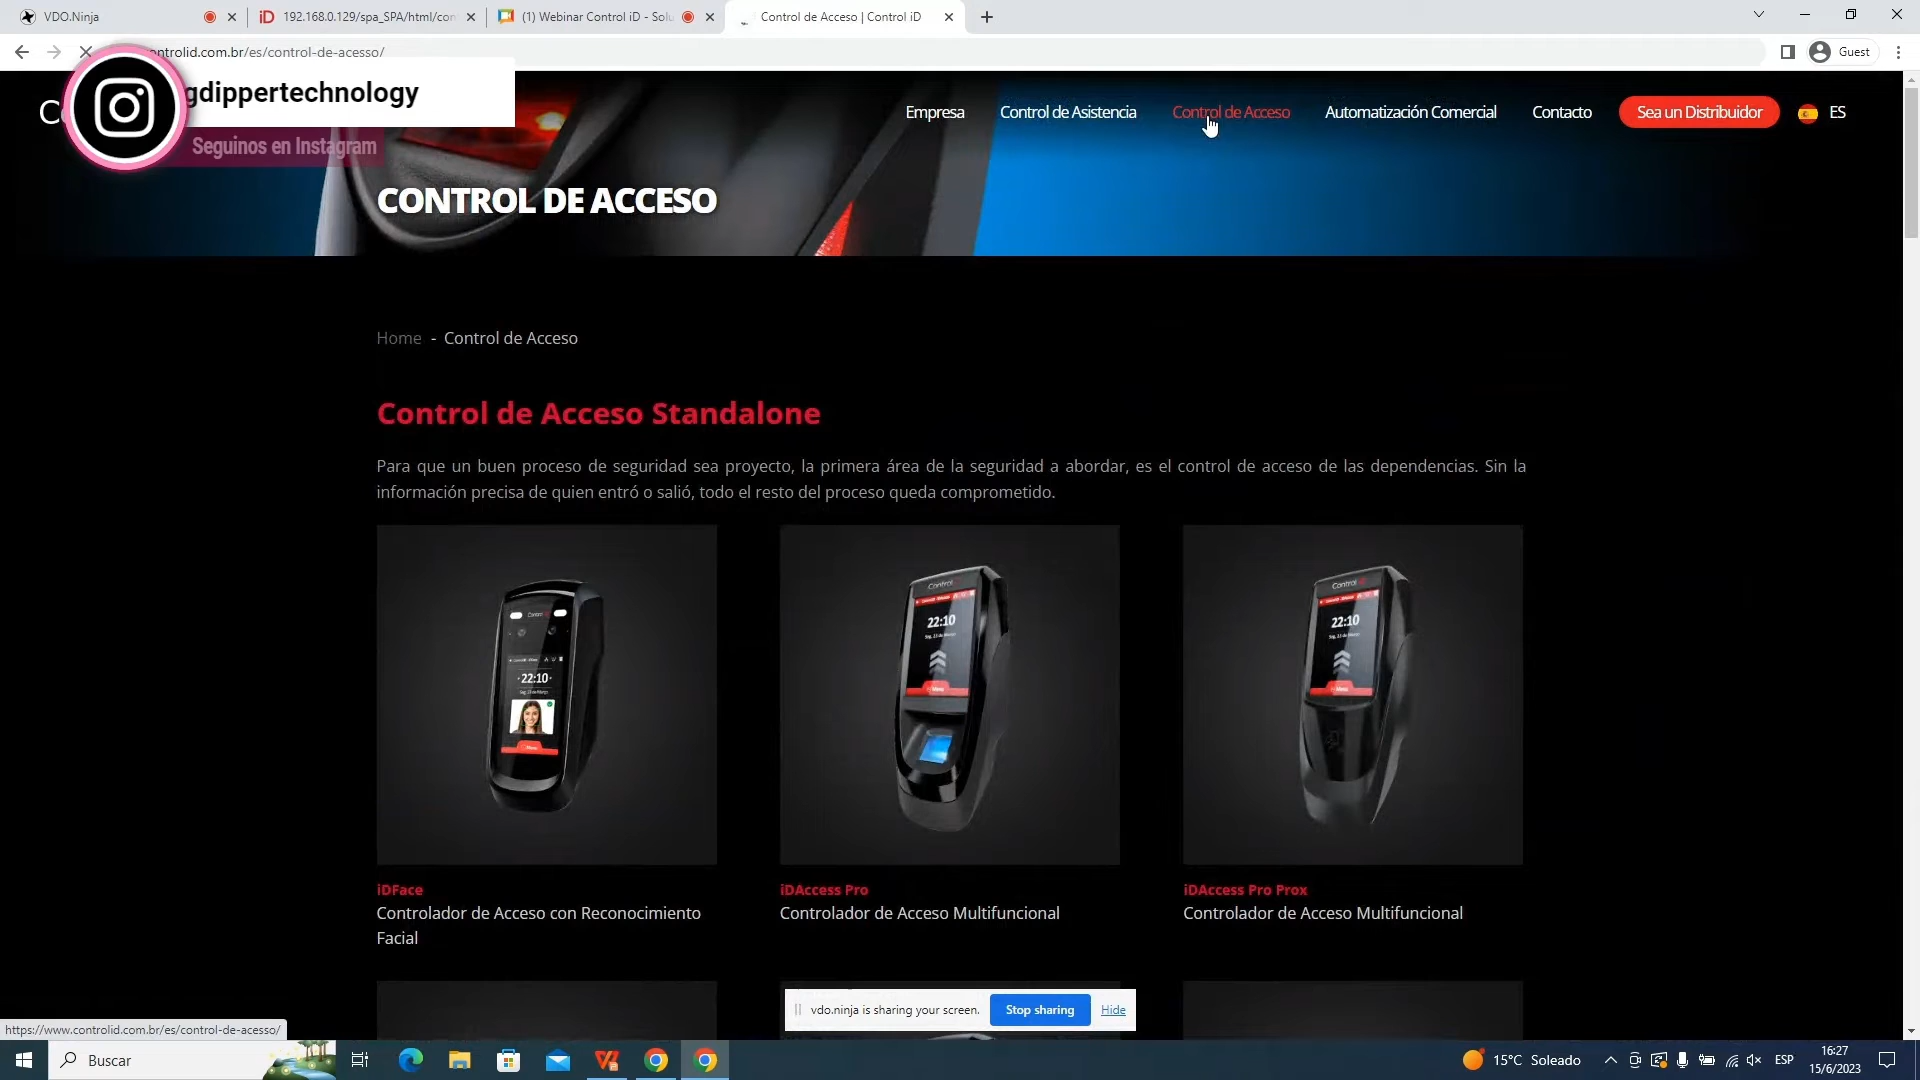 VDO.Ninja
192.168.0.129/spa_SPA/html/con
(1) Webinar Control iD - Solu
Control de Acceso | Control iD
ntrolid.com.br/es/control-de-acesso/
Guest
gdippertechnology
Seguinos en Instagram
Empresa
Control de Asistencia
Control de Acceso
Automatización Comercial
Contacto
Sea un Distribuidor
ES
CONTROL DE ACCESO
Home - Control de Acceso
Control de Acceso Standalone
Para que un buen proceso de seguridad sea proyecto, la primera área de la seguridad a abordar, es el control de acceso de las dependencias. Sin la
información precisa de quien entró o salió, todo el resto del proceso queda comprometido.
22:10
22:10
22:10
iDFace
Controlador de Acceso con Reconocimiento
Facial
iDAccess Pro
Controlador de Acceso Multifuncional
iDAccess Pro Prox
Controlador de Acceso Multifuncional
vdo.ninja is sharing your screen.
Stop sharing
Hide
https://www.controlid.com.br/es/control-de-acesso/
Buscar
15°C Soleado
ESP
16:27
15/6/2023